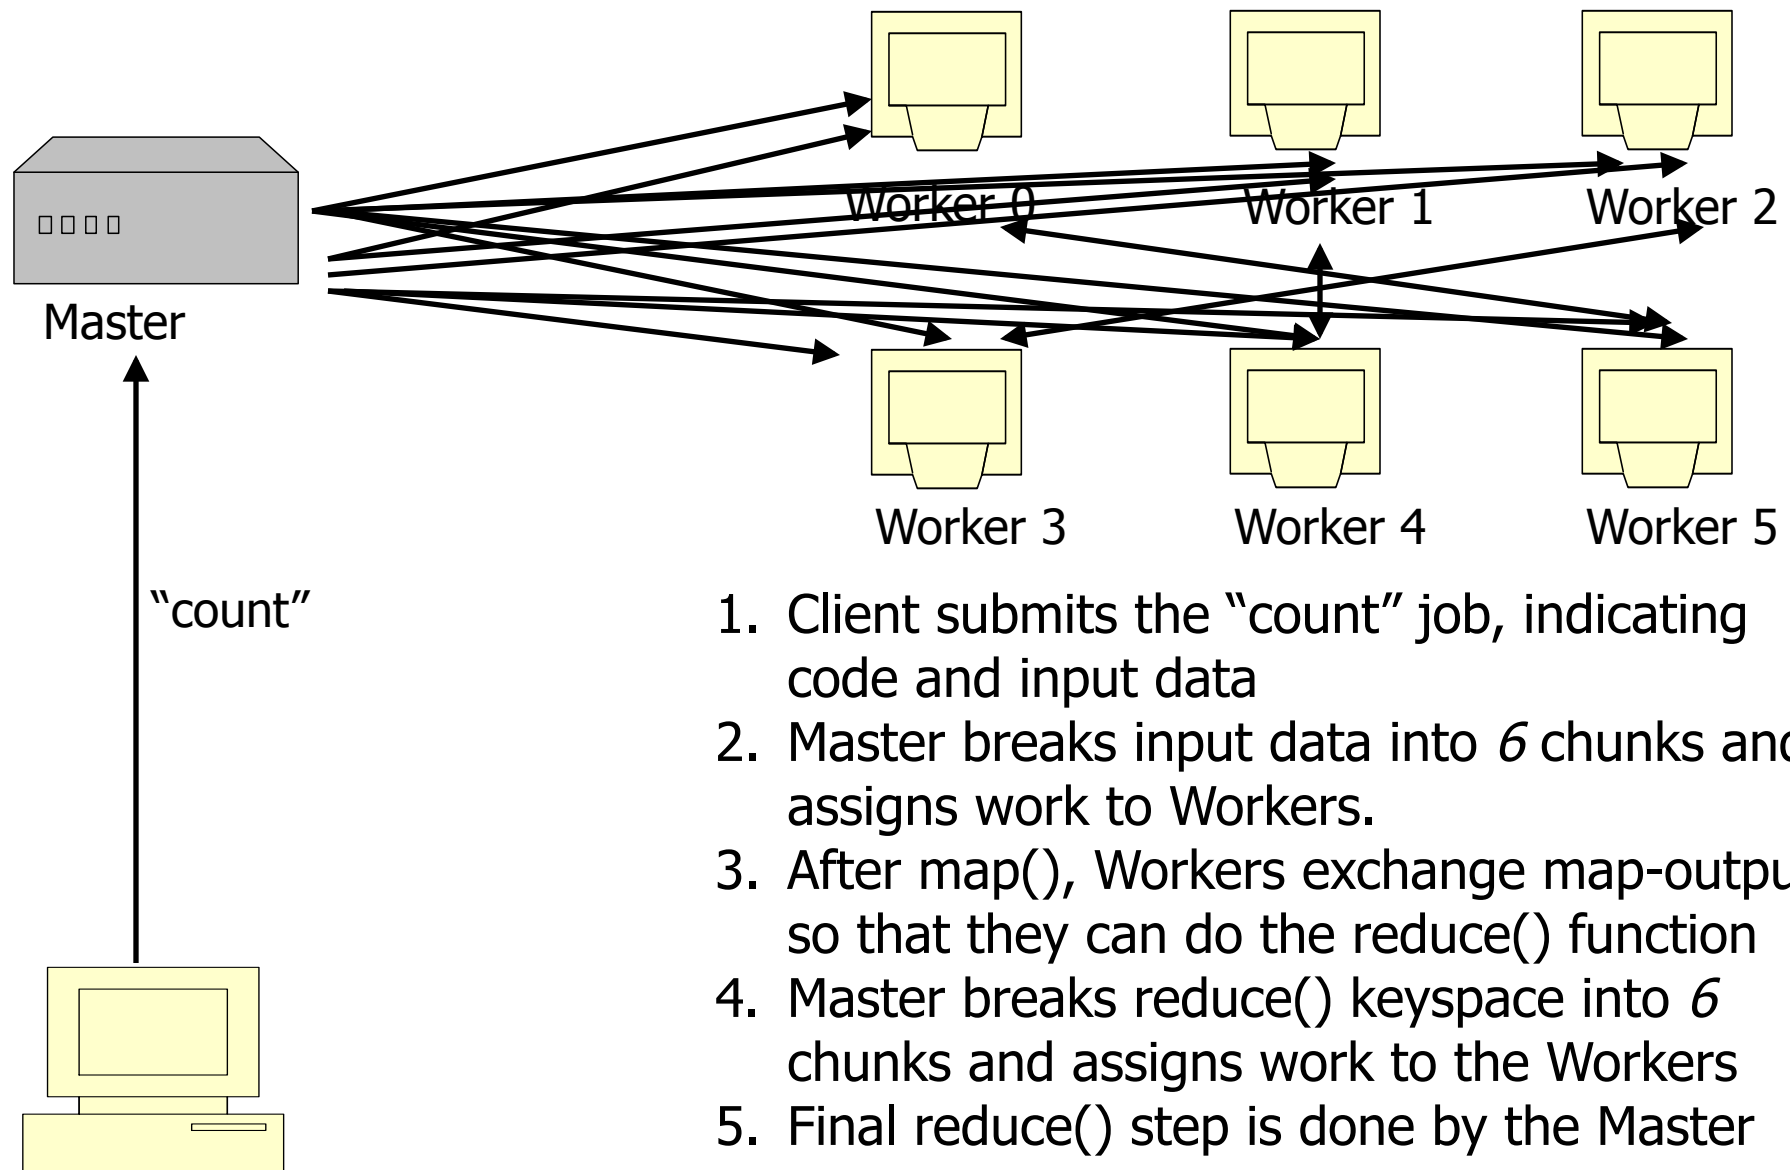 Worker 0
Worker 1
Worker 2
Master
Worker 3
Worker 4
Worker 5
“count”
1. Client submits the “count” job, indicating
code and input data
2. Master breaks input data into 6 chunks and
assigns work to Workers.
3. After map(), Workers exchange map-outpu
so that they can do the reduce() function
4. Master breaks reduce() keyspace into 6
chunks and assigns work to the Workers
5. Final reduce() step is done by the Master